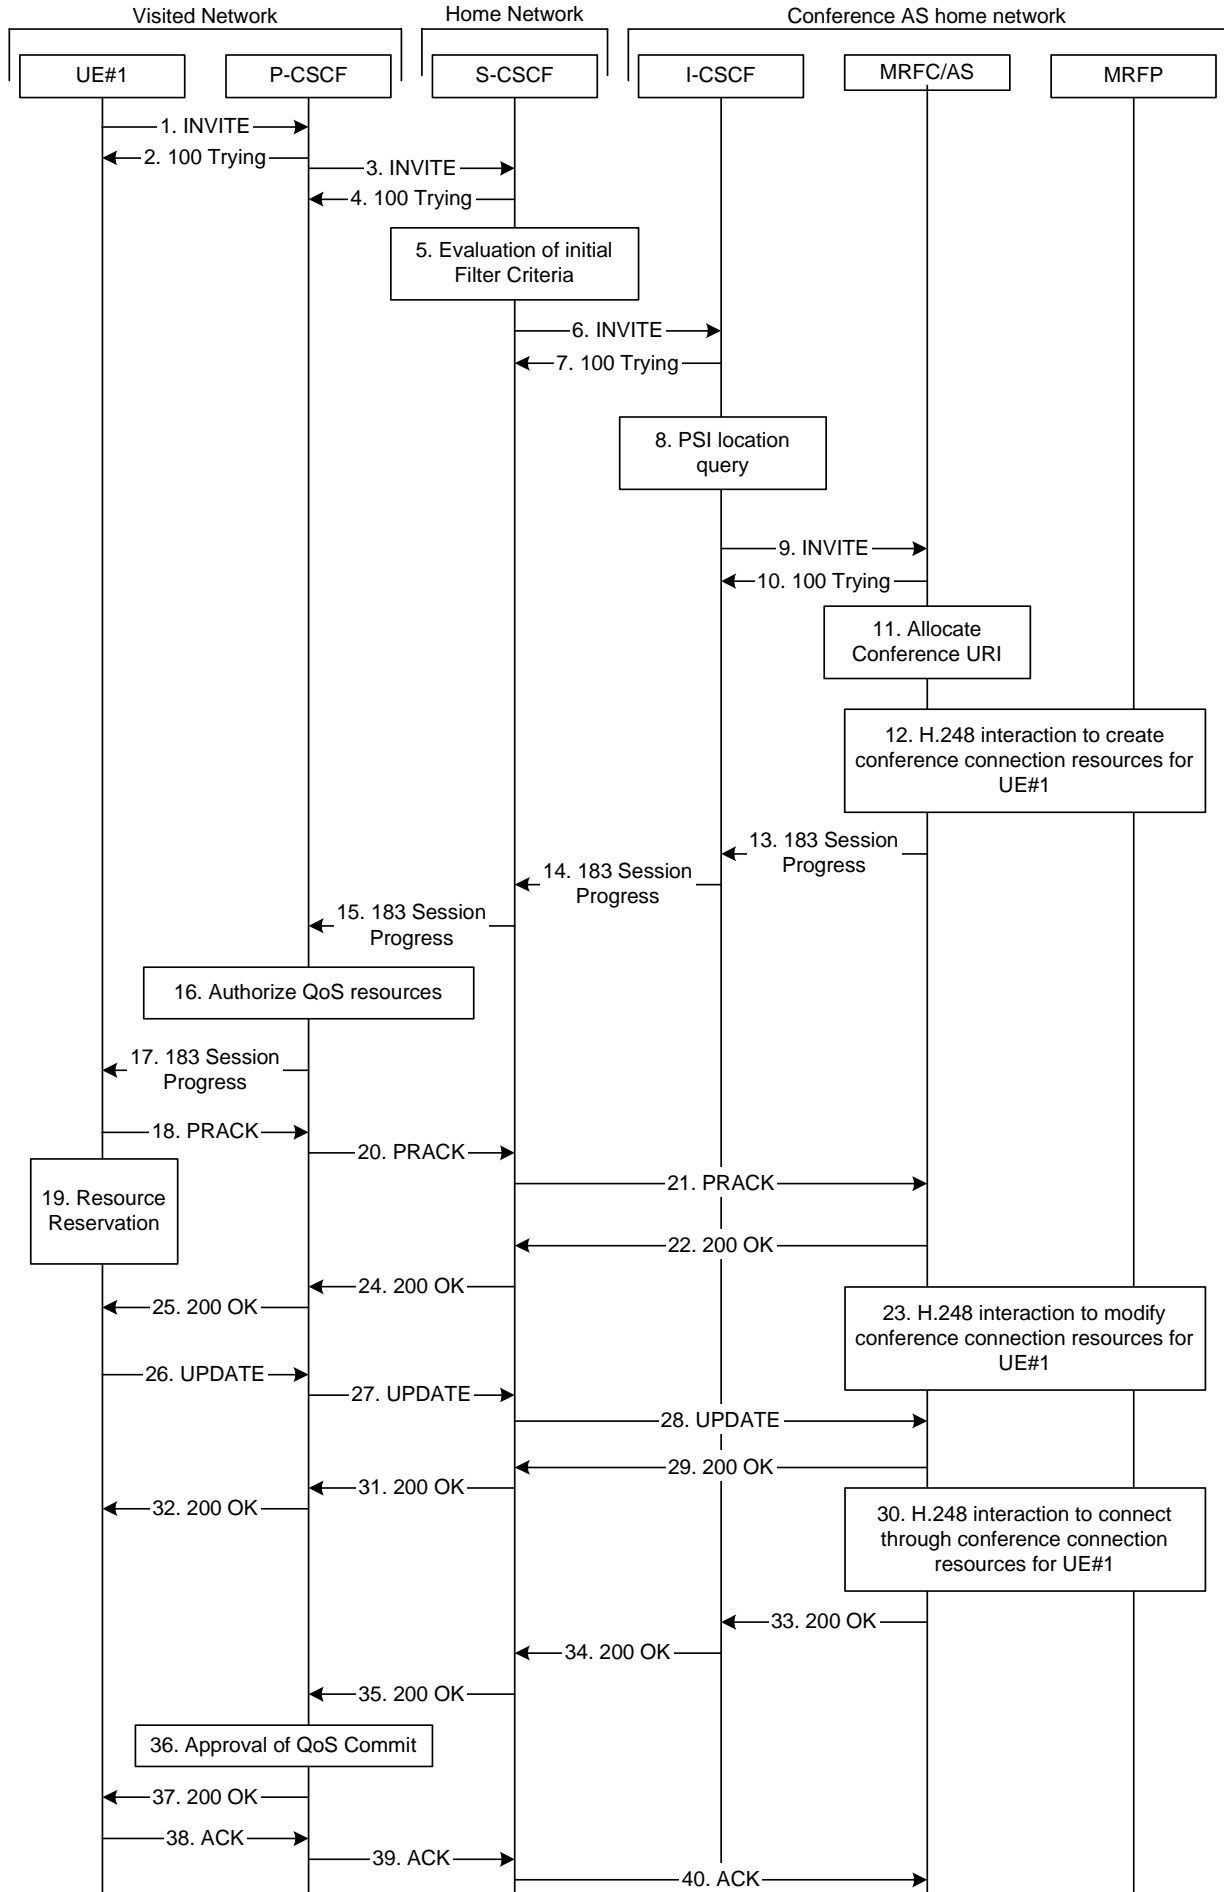 Visited Network
Home Network
Conference AS home network
UE#1
P-CSCF
S-CSCF
I-CSCF
MRFC/AS
MRFP
1. INVITE
2. 100 Trying
3. INVITE
4. 100 Trying
5. Evaluation of initial
Filter Criteria
6. INVITE
7. 100 Trying
8. PSI location
query
9. INVITE
10. 100 Trying
11. Allocate
Conference URI
12. H.248 interaction to create
conference connection resources for
UE#1
13. 183 Session
Progress
14. 183 Session
Progress
15. 183 Session
Progress
16. Authorize QoS resources
17. 183 Session
Progress
18. PRACK
19. Resource
Reservation
20. PRACK
21. PRACK
22. 200 OK
23. H.248 interaction to modify
conference connection resources for
UE#1
24. 200 OK
25. 200 OK
26. UPDATE
27. UPDATE
28. UPDATE
29. 200 OK
30. H.248 interaction to connect
through conference connection
resources for UE#1
31. 200 OK
32. 200 OK
33. 200 OK
34. 200 OK
35. 200 OK
36. Approval of QoS Commit
37. 200 OK
38. ACK
39. ACK
40. ACK